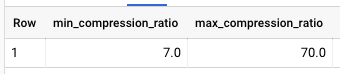 Row min_compression_ratio max_compression_ratio
1 7.0 70.0